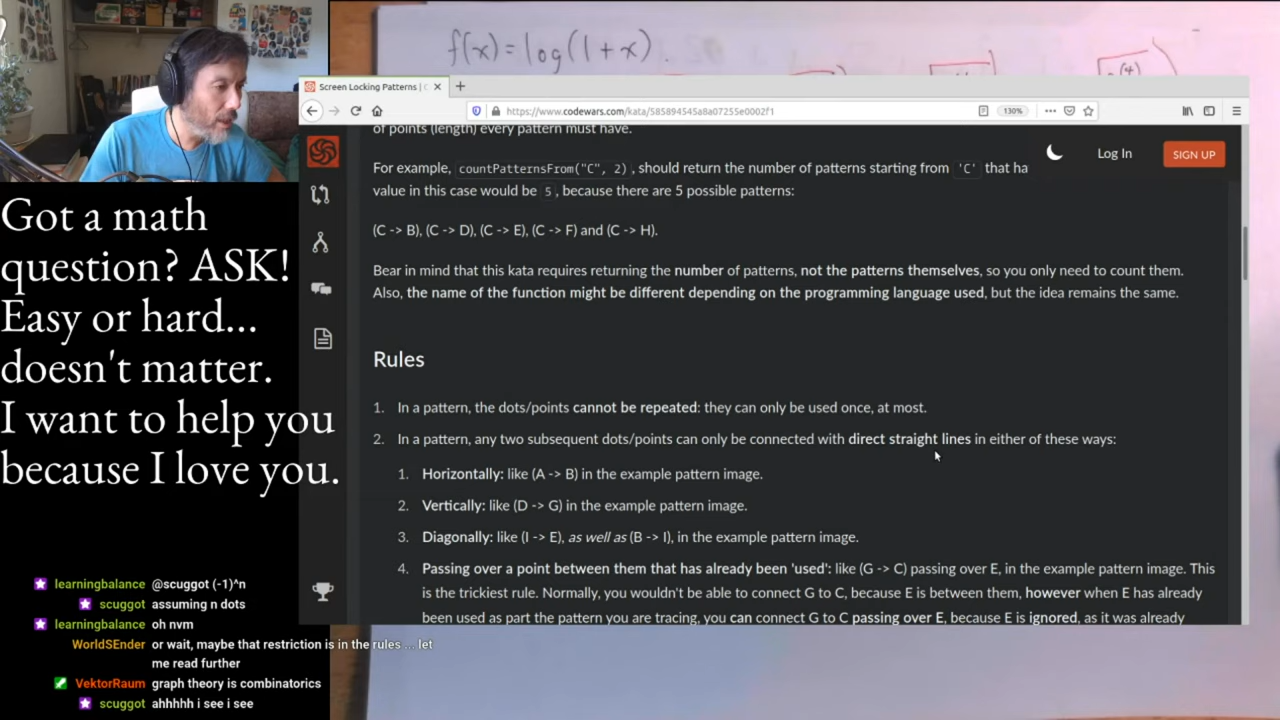 f(x)=log(1+x).
Screen Locking Patterns | C
https://www.codewars.com/kata/585894545a8a07255e0002f1
130%
Log In
SIGN UP
of points (length) every pattern must have.
For example, countPatternsFrom("C", 2), should return the number of patterns starting from 'C' that ha
value in this case would be 5, because there are 5 possible patterns:
(C -> B), (C -> D), (C -> E), (C -> F) and (C -> H).
Bear in mind that this kata requires returning the number of patterns, not the patterns themselves, so you only need to count them.
Also, the name of the function might be different depending on the programming language used, but the idea remains the same.
Rules
1. In a pattern, the dots/points cannot be repeated: they can only be used once, at most.
2. In a pattern, any two subsequent dots/points can only be connected with direct straight lines in either of these ways:
1. Horizontally: like (A -> B) in the example pattern image.
2. Vertically: like (D -> G) in the example pattern image.
3. Diagonally: like (I -> E), as well as (B -> I), in the example pattern image.
4. Passing over a point between them that has already been 'used': like (G -> C) passing over E, in the example pattern image. This
is the trickiest rule. Normally, you wouldn't be able to connect G to C, because E is between them, however when E has already
been used as part the pattern you are tracing, you can connect G to C passing over E, because E is ignored, as it was already
Got a math
question? ASK!
Easy or hard...
doesn't matter.
I want to help you
because I love you.
learningbalance @scuggot (-1)^n
scuggot assuming n dots
learningbalance oh nvm
WorldSEnder or wait, maybe that restriction is in the rules ... let
me read further
VektorRaum graph theory is combinatorics
scuggot ahhhhh i see i see